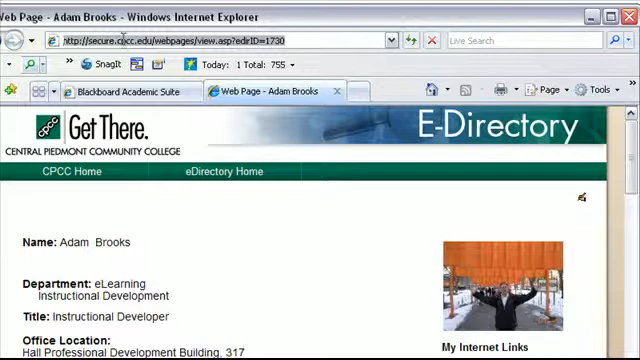 Web Page - Adam Brooks - Windows Internet Explorer
http://secure.cpcc.edu/webpages/view.asp?edirID=1730
Live Search
SnagIt
Today: 1 Total: 755
Blackboard Academic Suite
Web Page - Adam Brooks
Page
Tools
cpcc
Get There.
CENTRAL PIEDMONT COMMUNITY COLLEGE
E-Directory
CPCC Home
eDirectory Home
Name: Adam Brooks
Department: eLearning
Instructional Development
Title: Instructional Developer
Office Location:
Hall Professional Development Building, 317
My Internet Links